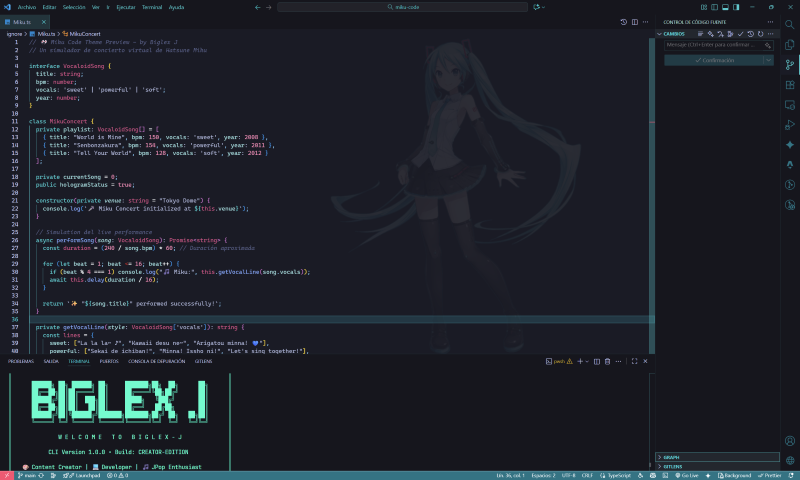 Archivo Editar Selección Ver Ir Ejecutar Terminal Ayuda
miku-code
Miku.ts
ignore > Miku.ts > MikuConcert
CONTROL DE CÓDIGO FUENTE
CAMBIOS
Mensaje (Ctrl+Enter para confirmar ...
Confirmación
1 // Miku Code Theme Preview — by Biglex J
2 // Un simulador de concierto virtual de Hatsune Miku
3
4 interface VocaloidSong {
5 title: string;
6 bpm: number;
7 vocals: 'sweet' | 'powerful' | 'soft';
8 year: number;
9 }
10
11 class MikuConcert {
12 private playlist: VocaloidSong[] = [
13 { title: "World is Mine", bpm: 150, vocals: 'sweet', year: 2008 },
14 { title: "Senbonzakura", bpm: 154, vocals: 'powerful', year: 2011 },
15 { title: "Tell Your World", bpm: 128, vocals: 'soft', year: 2012 }
16 ];
17
18 private currentSong = 0;
19 public hologramStatus = true;
20
21 constructor(private venue: string = "Tokyo Dome") {
22 console.log(`🎤 Miku Concert initialized at ${this.venue}`);
23 }
24
25 // Simulation del live performance
26 async performSong(song: VocaloidSong): Promise<string> {
27 const duration = (240 / song.bpm) * 60; // Duración aproximada
28
29 for (let beat = 1; beat <= 16; beat++) {
30 if (beat % 4 === 1) console.log("🎵 Miku:", this.getVocalLine(song.vocals));
31 await this.delay(duration / 16);
32 }
33
34 return `✨ "${song.title}" performed successfully!`;
35 }
36
37 private getVocalLine(style: VocaloidSong['vocals']): string {
38 const lines = {
39 sweet: ["La la la~ ♪", "Kawaii desu ne~", "Arigatou minna! 💙"],
40 powerful: ["Sekai de ichiban!", "Minna! Issho ni!", "Let's sing together!"],
PROBLEMAS SALIDA TERMINAL PUERTOS CONSOLA DE DEPURACIÓN GITLENS
pwsh
BIGLEX J
WELCOME TO BIGLEX-J
CLI Version 1.0.0 • Build: CREATOR-EDITION
🎯 Content Creator | 💻 Developer | 🎵 JPop Enthusiast
GRAPH
GITLENS
main Launchpad 0 0 Lín. 36, col. 1 Espacios: 2 UTF-8 CRLF TypeScript Go Live Background Prettier